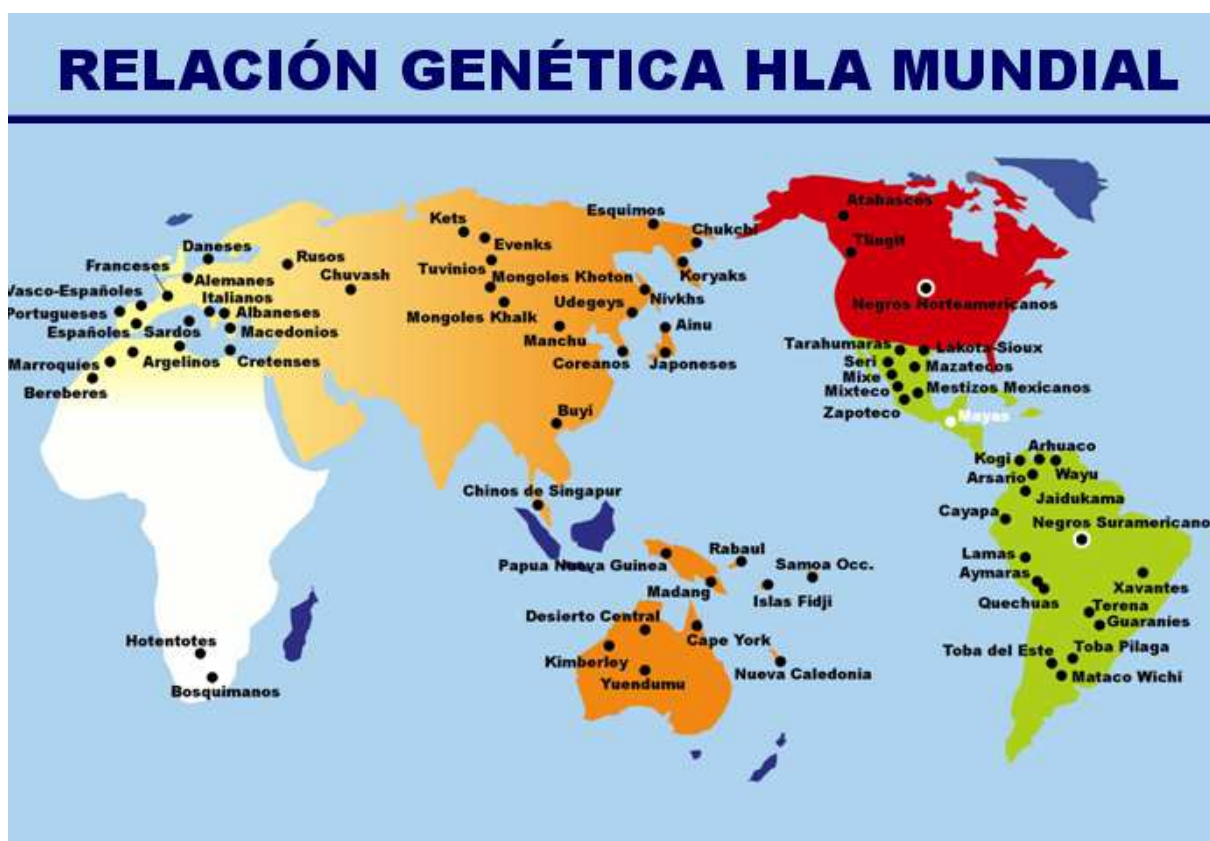 RELACIÓN GENÉTICA HLA MUNDIAL
Atabascos
Esquimos
Kets
Chukchi
Evenks
Tlingit
Daneses
Rusos
Franceses
Tuvinios
Mongoles Khoton
Koryaks
Chuvash
Alemanes
Vasco-Españoles
Italianos
Udegeys
Nivkhs
Negros Norteamericanos
Portugueses
Albaneses
Mongoles Khalk
Ainu
Españoles
Sardos
Macedonios
Manchu
Tarahumaras
Lakota-Sioux
Marroquíes
Argelinos
Cretenses
Coreanos
Japoneses
Seri
Mazatecos
Mixe
Bereberes
Mixteco
Mestizos Mexicanos
Buyi
Zapoteco
Mayas
Arhuaco
Kogi
Arsario
Wayu
Chinos de Singapur
Jaidukama
Cayapa
Negros Suramericano
Rabaul
Lamas
Papua Nueva Guinea
Samoa Occ.
Aymaras
Xavantes
Madang
Islas Fidji
Quechuas
Terena
Desierto Central
Guaraníes
Hotentotes
Cape York
Toba del Este
Toba Pilaga
Kimberley
Nueva Caledonia
Mataco Wichi
Yuendumu
Bosquimanos